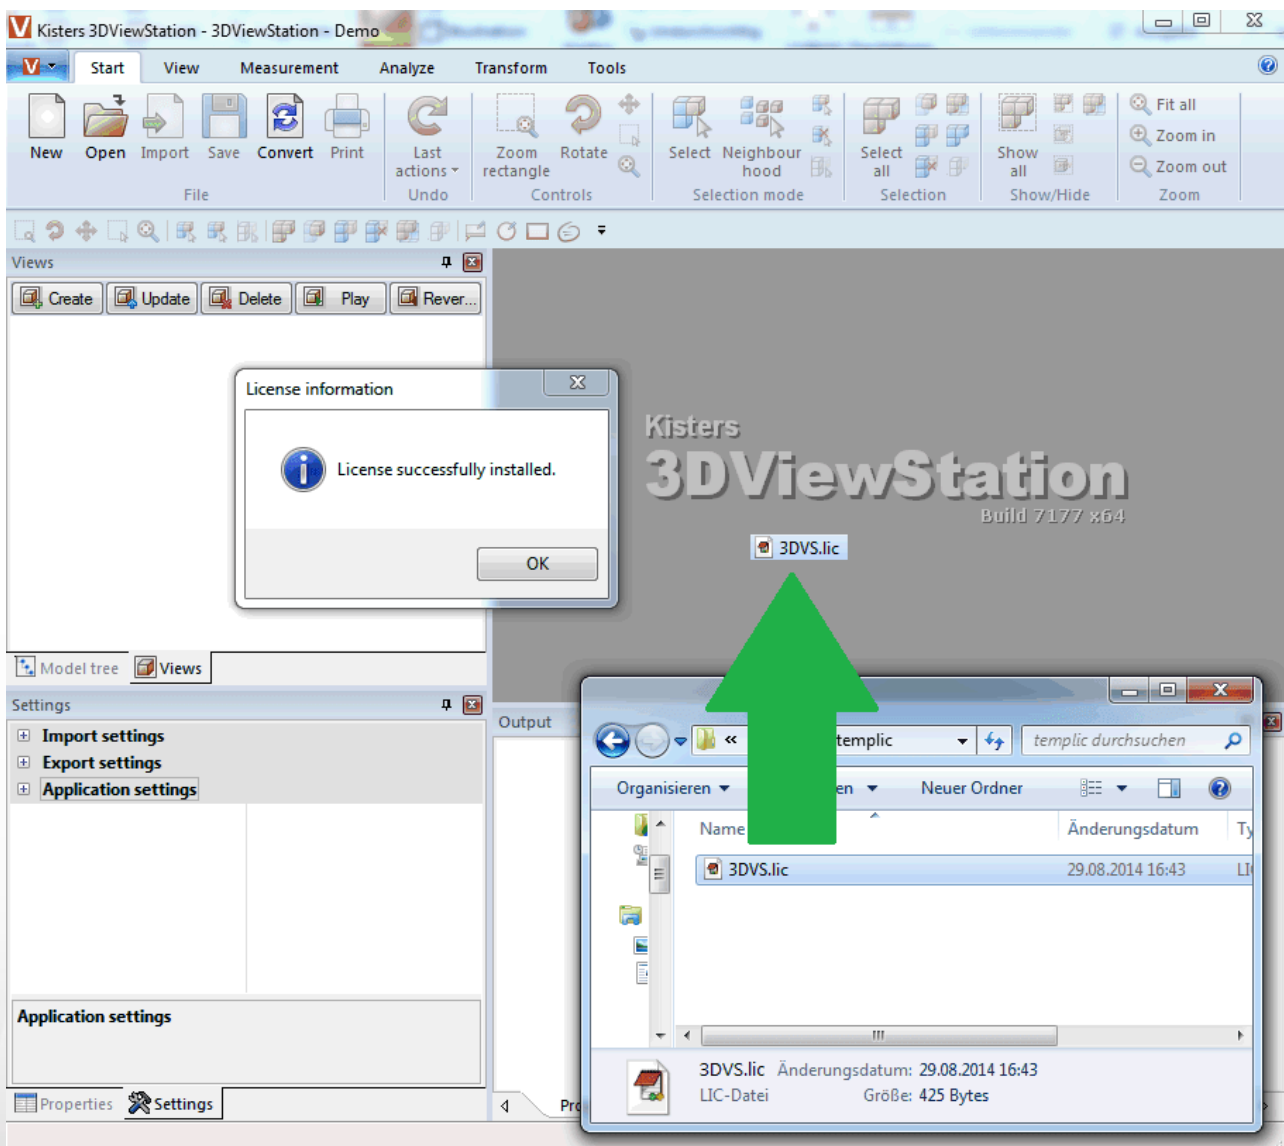 Kisters 3DViewStation - 3DViewStation - Demo
Start View Measurement Analyze Transform Tools
New Open Import Save Convert Print
Last actions
Zoom rectangle Rotate
Select Neighbour hood
Select all
Show all
Fit all
Zoom in
Zoom out
File Undo Controls Selection mode Selection Show/Hide Zoom
Views
Create Update Delete Play Rever...
License information
License successfully installed.
OK
Kisters
3DViewStation
Build 7177 x64
3DVS.lic
Model tree Views
Settings
Import settings
Export settings
Application settings
Application settings
Properties Settings
Output
« templic templic durchsuchen
Organisieren en Neuer Ordner
Name Änderungsdatum Ty
3DVS.lic 29.08.2014 16:43 LI
3DVS.lic Änderungsdatum: 29.08.2014 16:43
LIC-Datei Größe: 425 Bytes